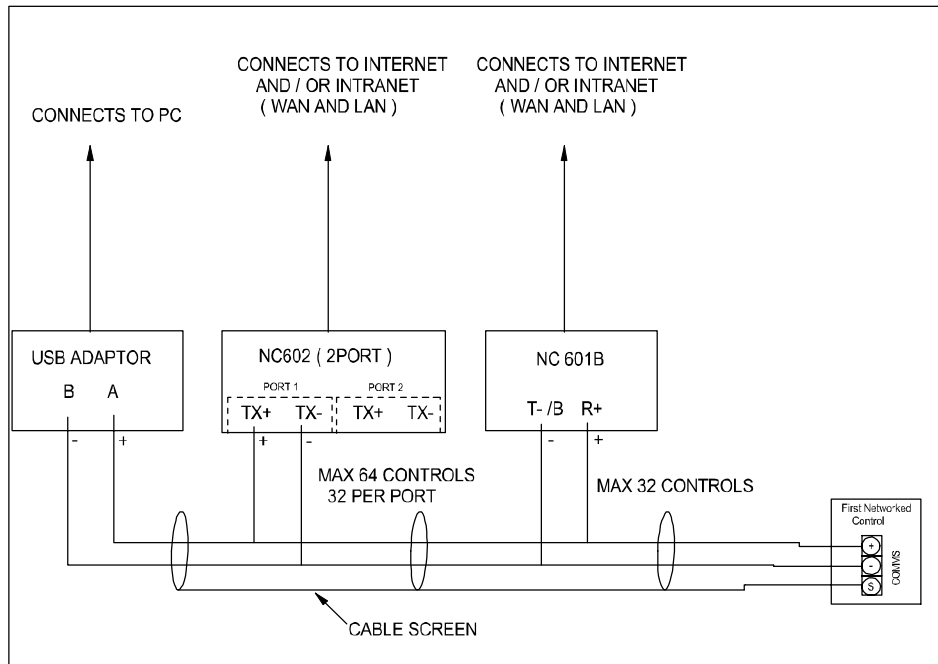 CONNECTS TO INTERNET
AND / OR INTRANET
( WAN AND LAN )
CONNECTS TO INTERNET
AND / OR INTRANET
( WAN AND LAN )
CONNECTS TO PC
USB ADAPTOR
B A
- +
NC602 ( 2PORT )
PORT 1 PORT 2
TX+ TX- TX+ TX-
+ -
NC 601B
T- /B R+
- +
MAX 64 CONTROLS
32 PER PORT
MAX 32 CONTROLS
First Networked
Control
+
-
S
COMMS
CABLE SCREEN